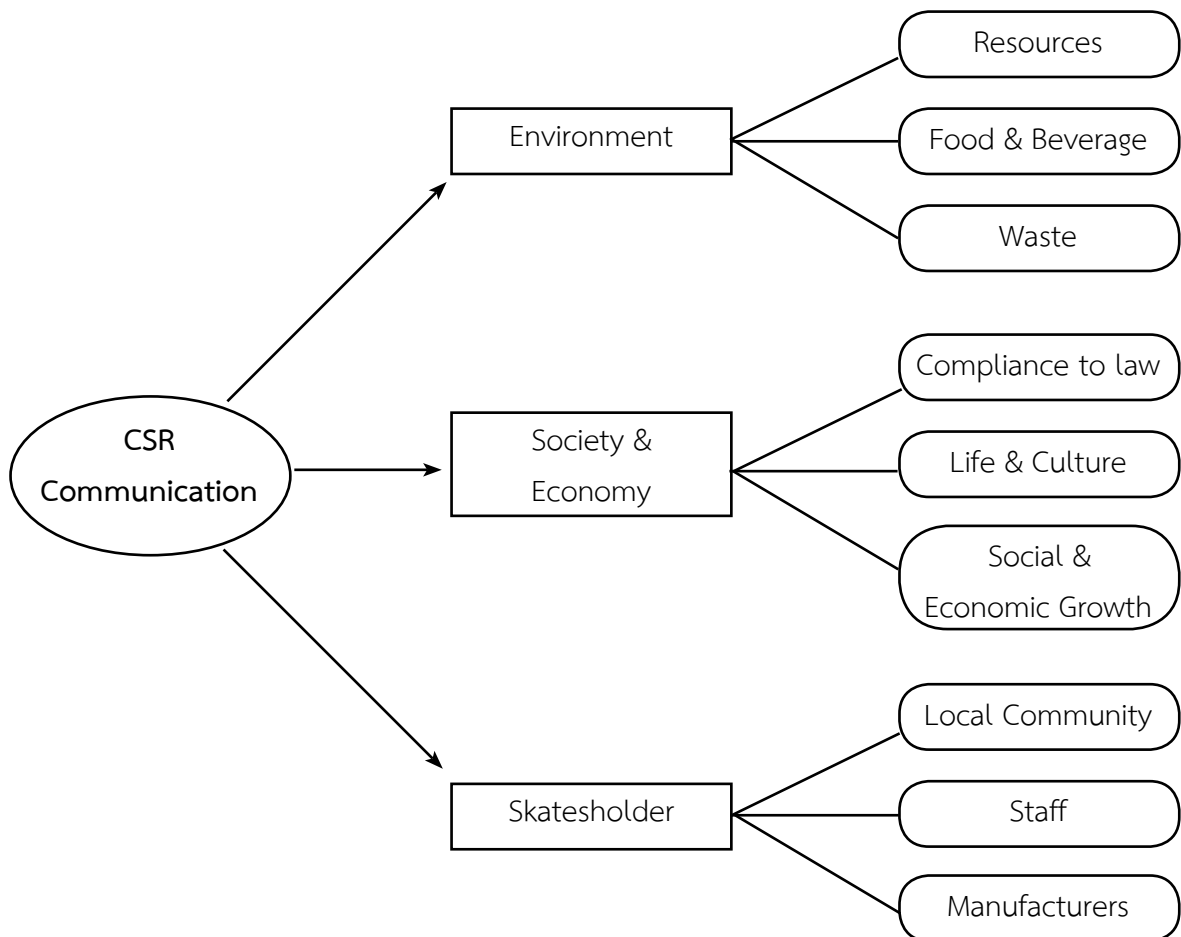 CSR
Communication
Environment
Resources
Food & Beverage
Waste
Society &
Economy
Compliance to law
Life & Culture
Social &
Economic Growth
Skatesholder
Local Community
Staff
Manufacturers